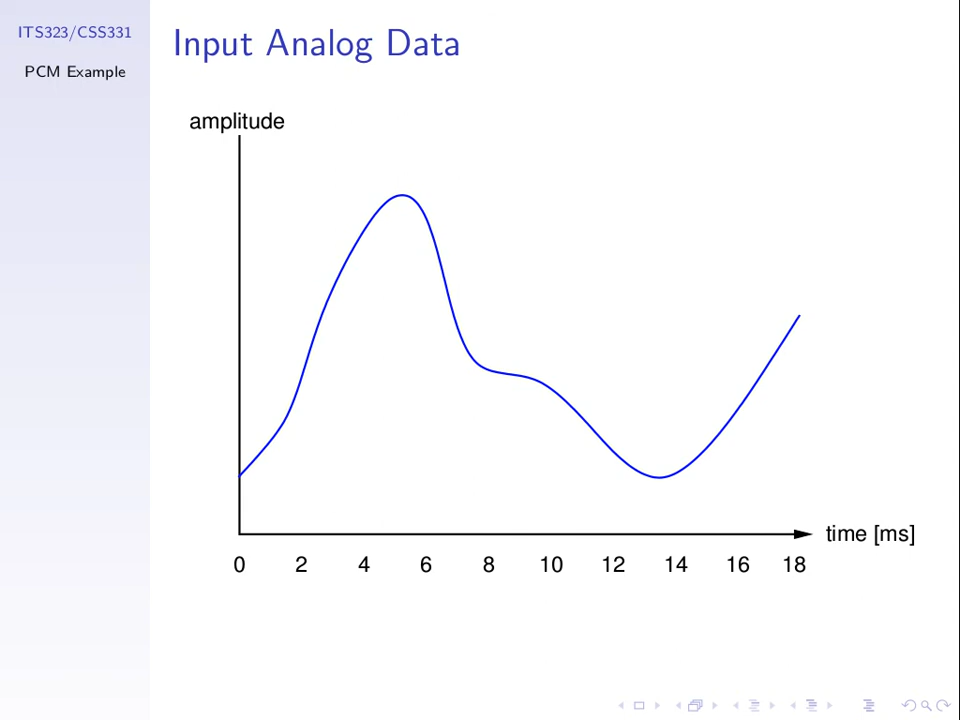 ITS323/CSS331
PCM Example
Input Analog Data
amplitude
time [ms]
0 2 4 6 8 10 12 14 16 18